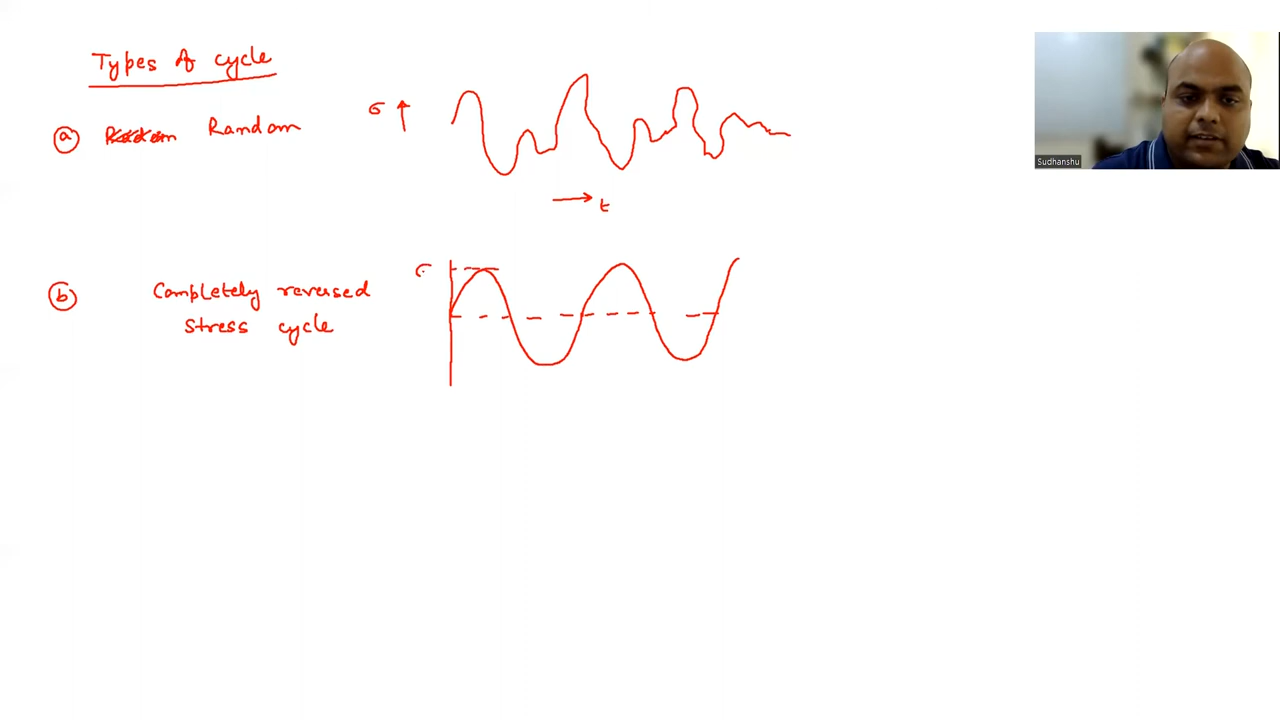 Types of cycle
(a) Random
σ ↑
→ t
(b) Completely reversed
stress cycle
σ
Sudhanshu